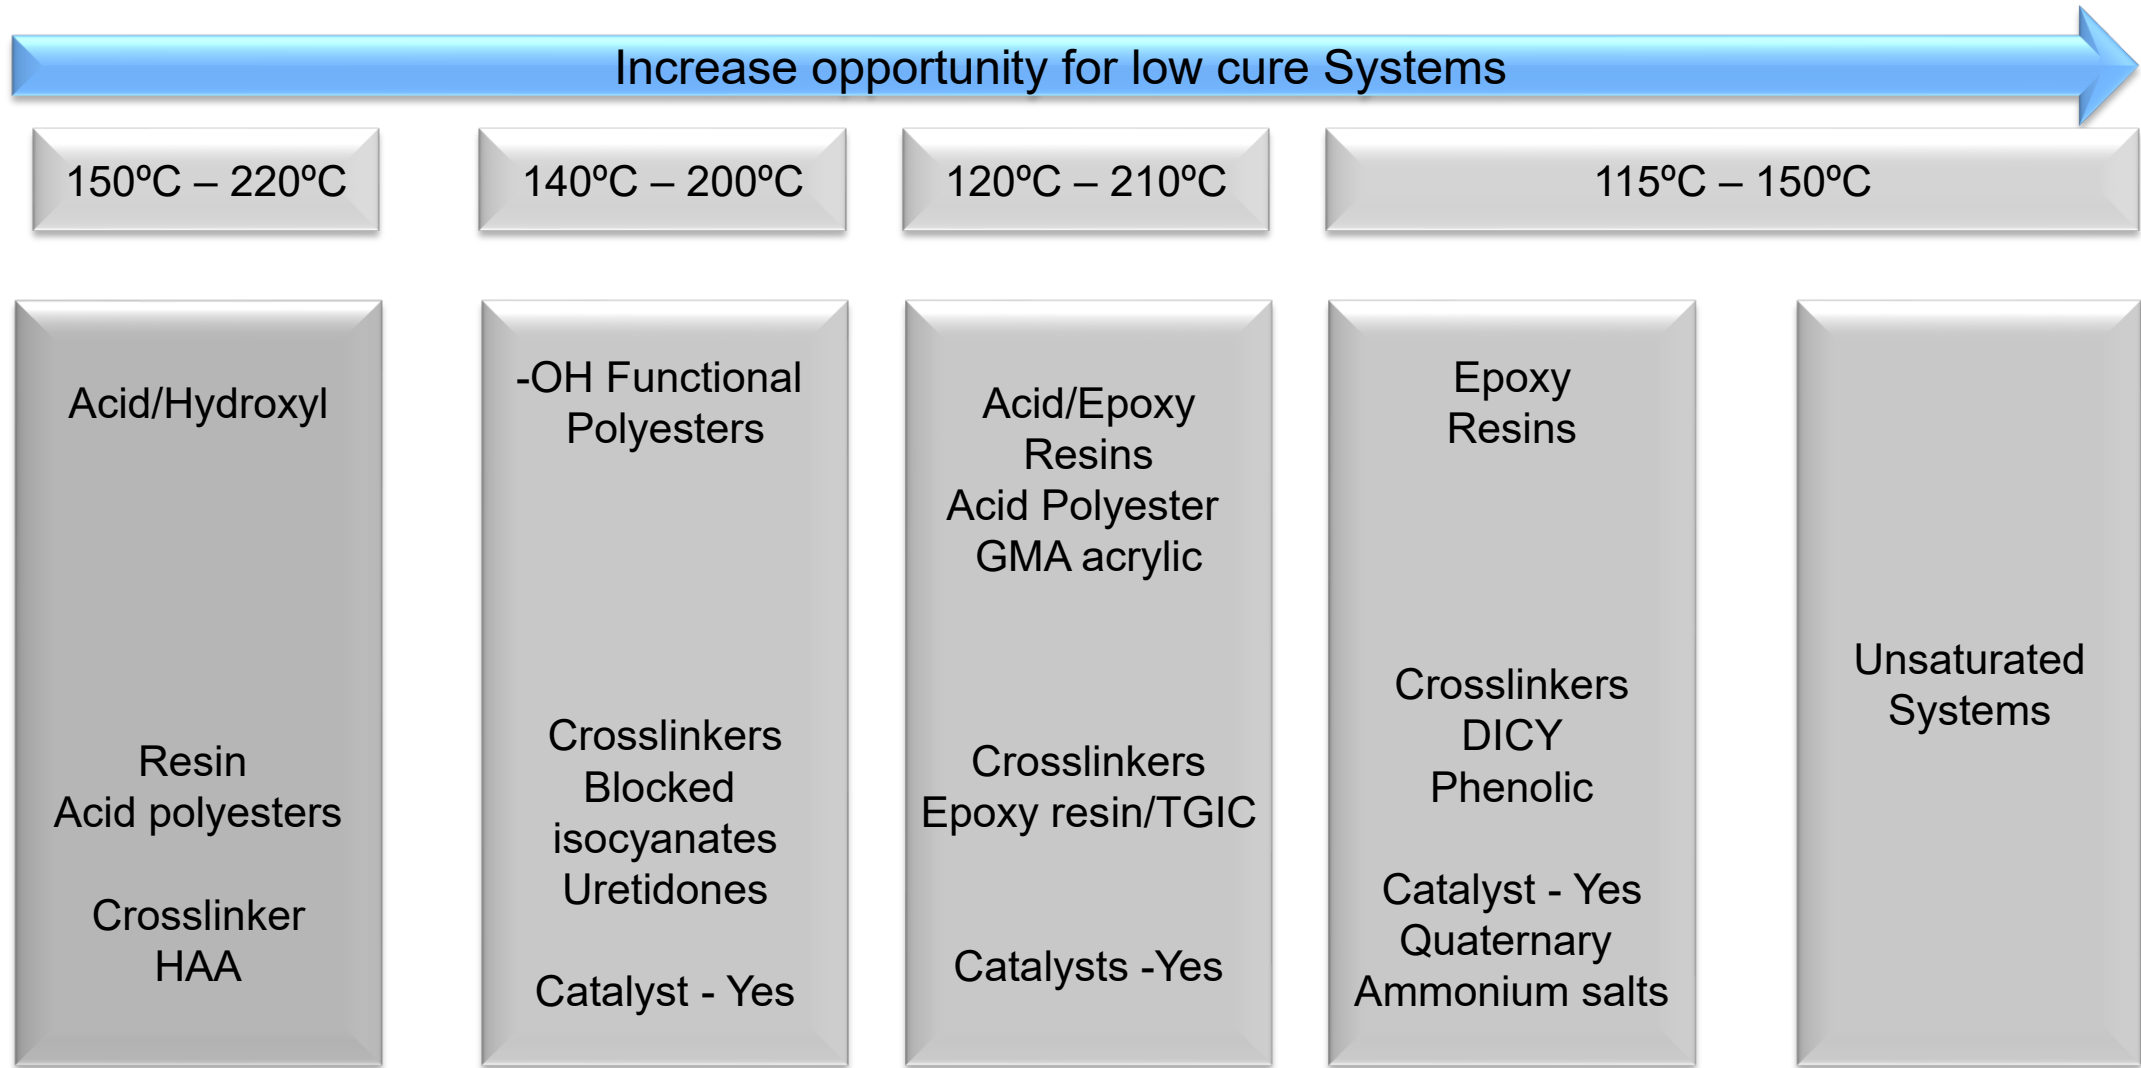 Increase opportunity for low cure Systems
150ºC – 220ºC
140ºC – 200ºC
120ºC – 210ºC
115ºC – 150ºC
Acid/Hydroxyl
Resin
Acid polyesters
Crosslinker
HAA
-OH Functional
Polyesters
Crosslinkers
Blocked
isocyanates
Uretidones
Catalyst - Yes
Acid/Epoxy
Resins
Acid Polyester
GMA acrylic
Crosslinkers
Epoxy resin/TGIC
Catalysts -Yes
Epoxy
Resins
Crosslinkers
DICY
Phenolic
Catalyst - Yes
Quaternary
Ammonium salts
Unsaturated
Systems